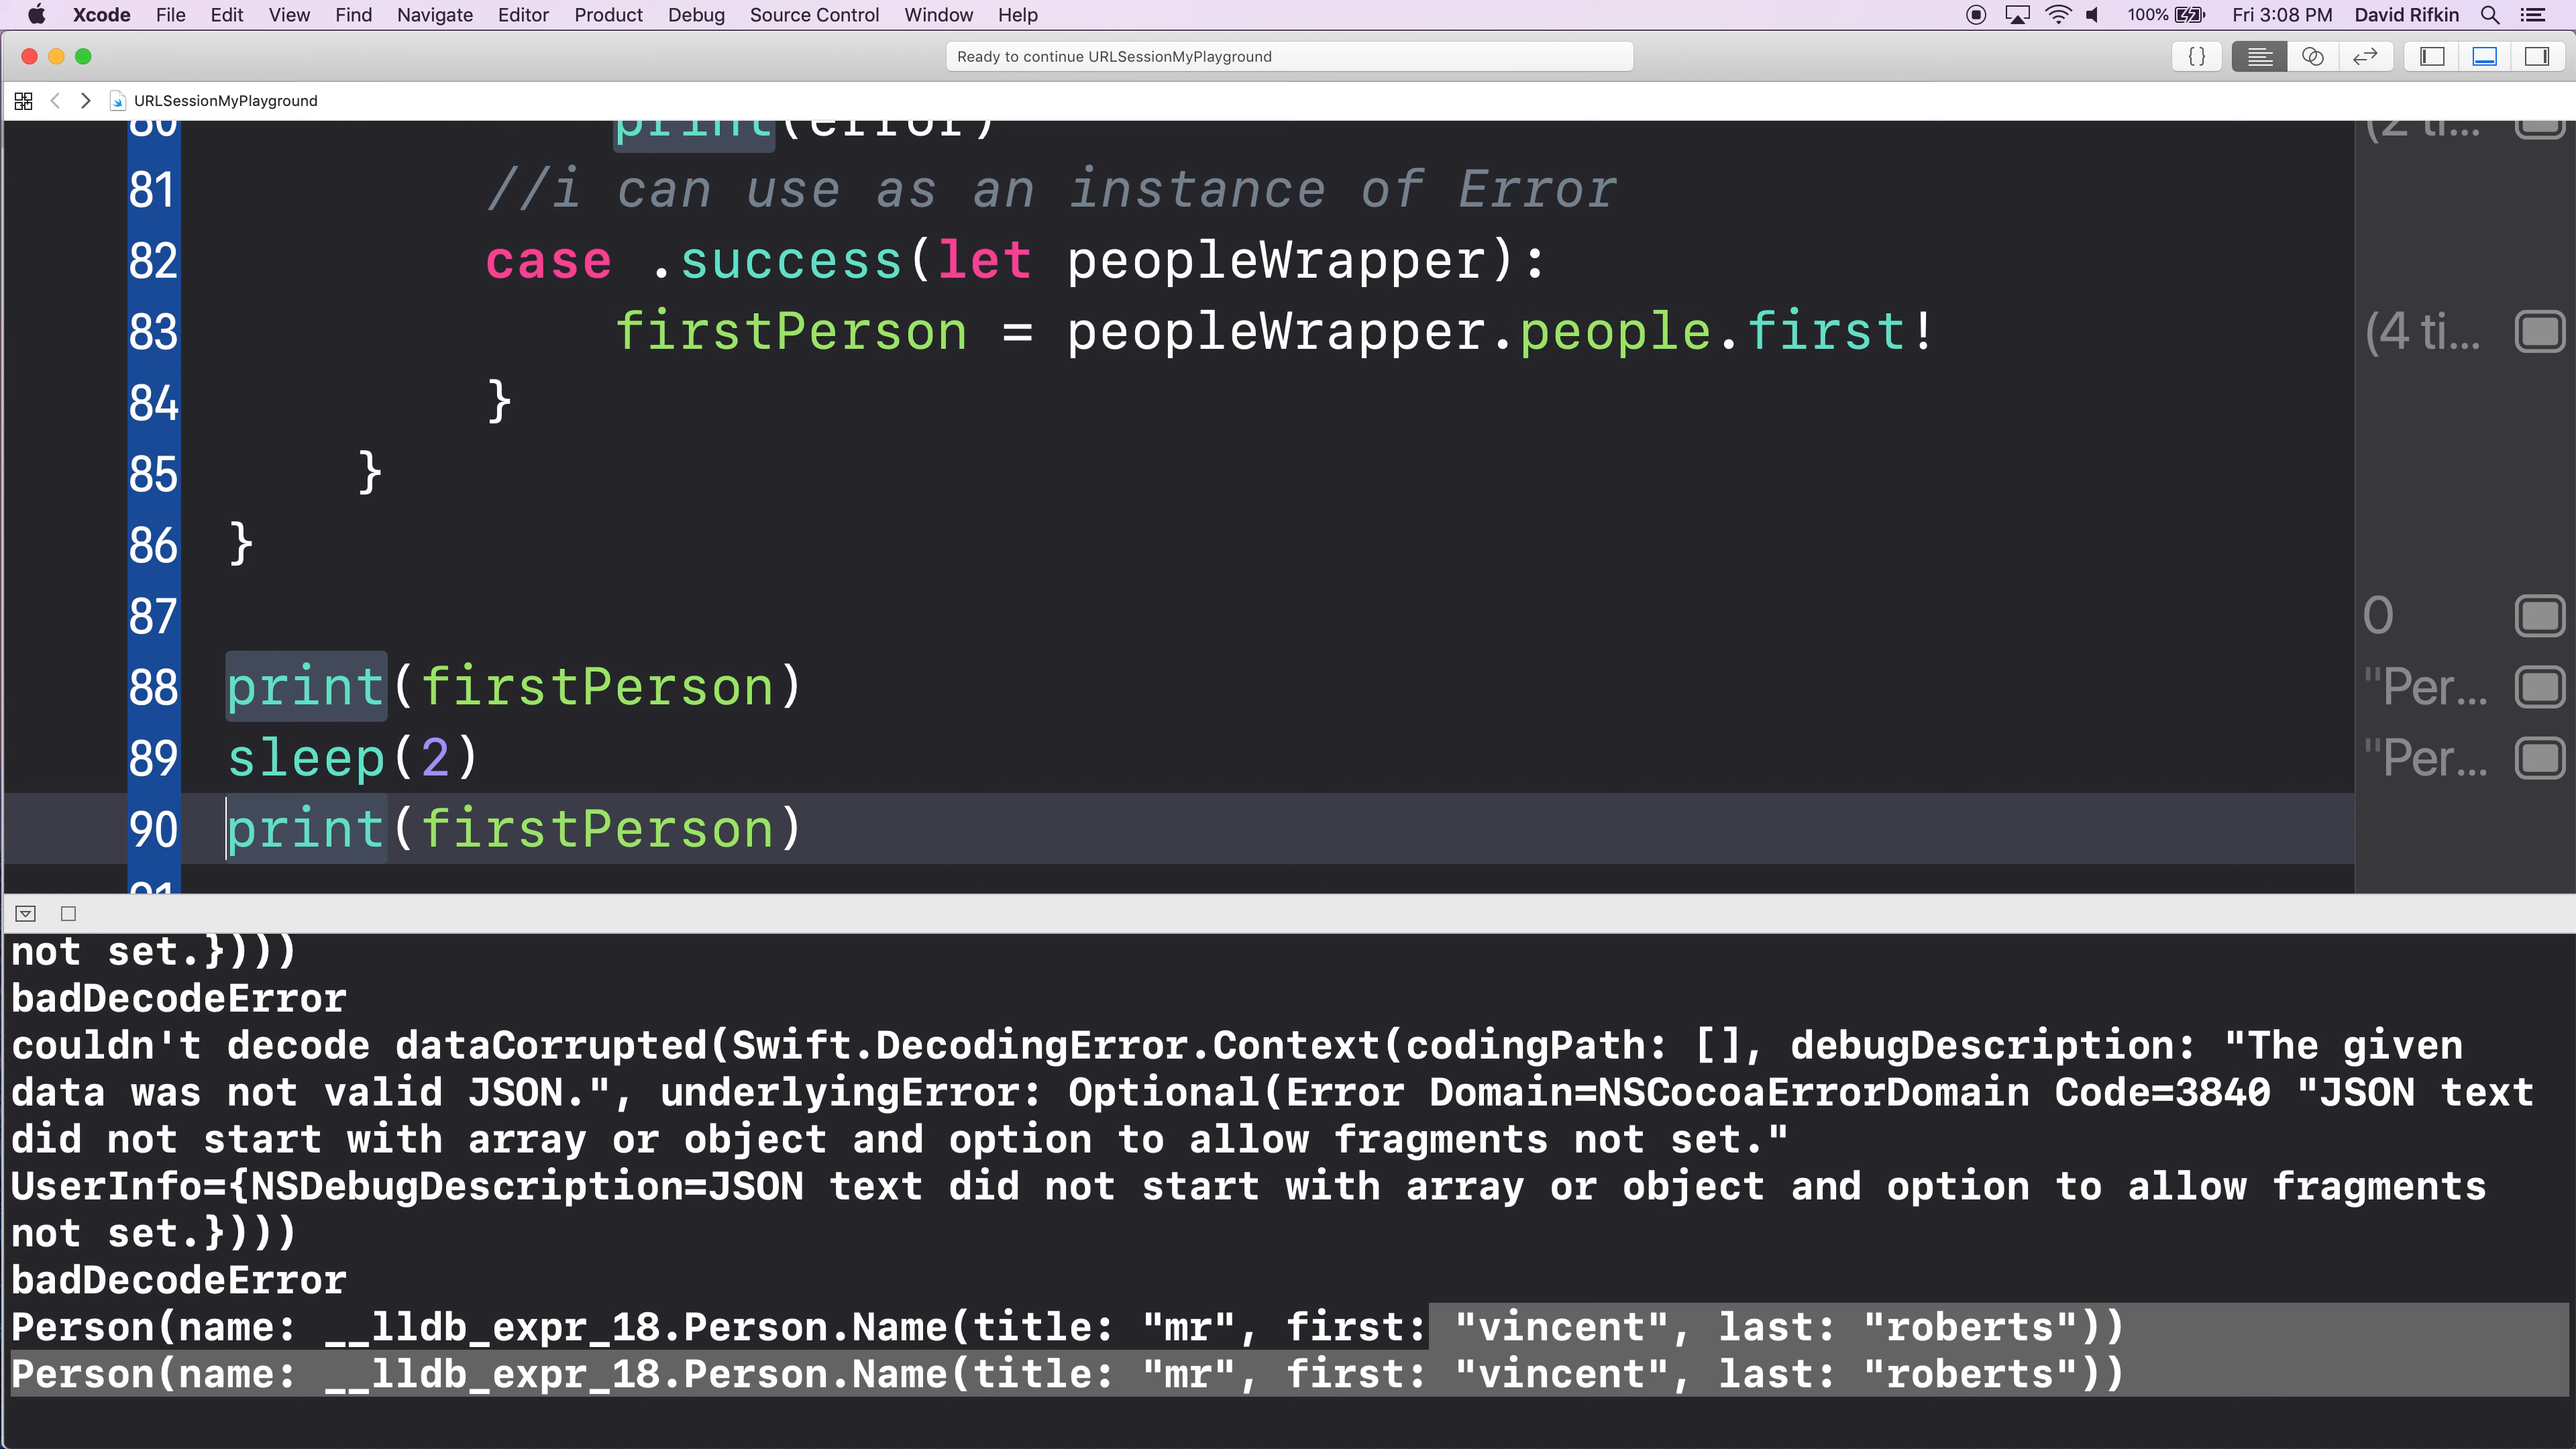 Xcode File Edit View Find Navigate Editor Product Debug Source Control Window Help 100% Fri 3:08 PM David Rifkin
Ready to continue URLSessionMyPlayground {}
URLSessionMyPlayground
80 print(error) (2 ti...
81 //i can use as an instance of Error
82 case .success(let peopleWrapper):
83 firstPerson = peopleWrapper.people.first! (4 ti...
84 }
85 }
86 }
87 0
88 print(firstPerson) "Per...
89 sleep(2) "Per...
90 print(firstPerson)
91
not set.})))
badDecodeError
couldn't decode dataCorrupted(Swift.DecodingError.Context(codingPath: [], debugDescription: "The given
data was not valid JSON.", underlyingError: Optional(Error Domain=NSCocoaErrorDomain Code=3840 "JSON text
did not start with array or object and option to allow fragments not set."
UserInfo={NSDebugDescription=JSON text did not start with array or object and option to allow fragments
not set.})))
badDecodeError
Person(name: __lldb_expr_18.Person.Name(title: "mr", first: "vincent", last: "roberts"))
Person(name: __lldb_expr_18.Person.Name(title: "mr", first: "vincent", last: "roberts"))